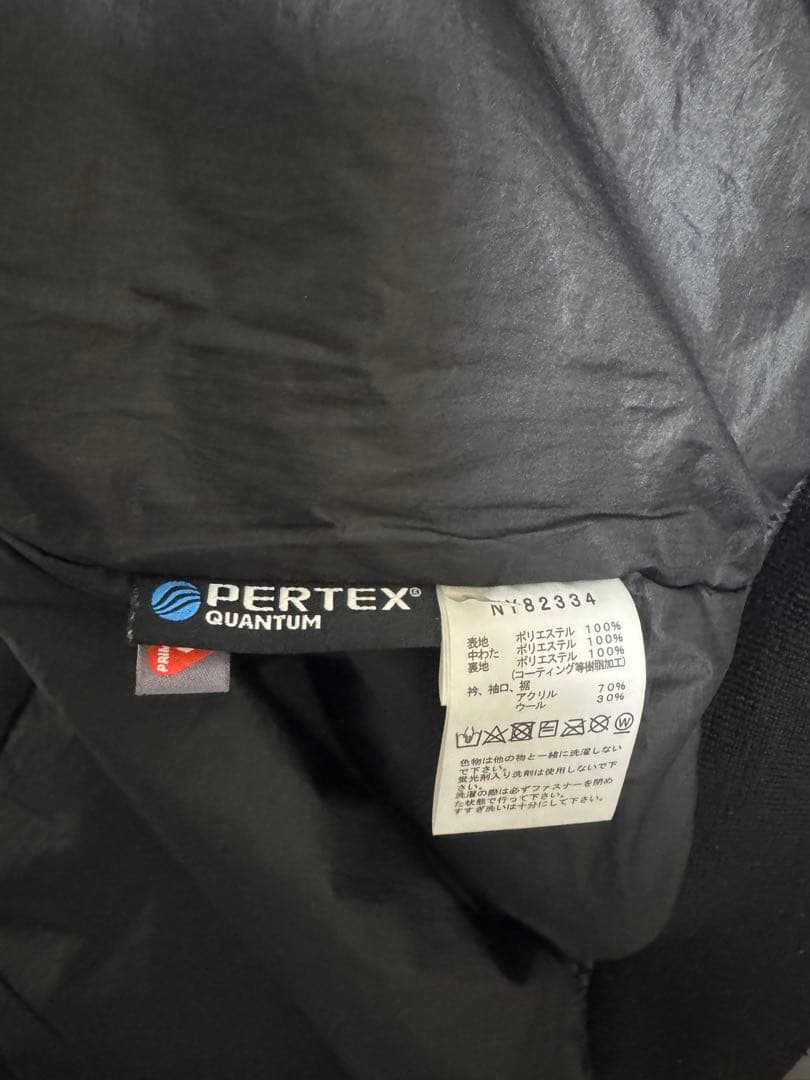 PERTEX®
QUANTUM
PRIM
NY82334
表地 ポリエステル 100%
中わた ポリエステル 100%
裏地 ポリエステル 100%
(コーティング等樹脂加工)
衿、袖口、裾
アクリル 70%
ウール 30%
W
色物は他の物と一緒に洗濯しない
で下さい。
蛍光剤入り洗剤は使用しないで下
さい。
洗濯の際は必ずファスナーを閉め
た状態で行って下さい。
すすぎ洗いは十分にして下さい。